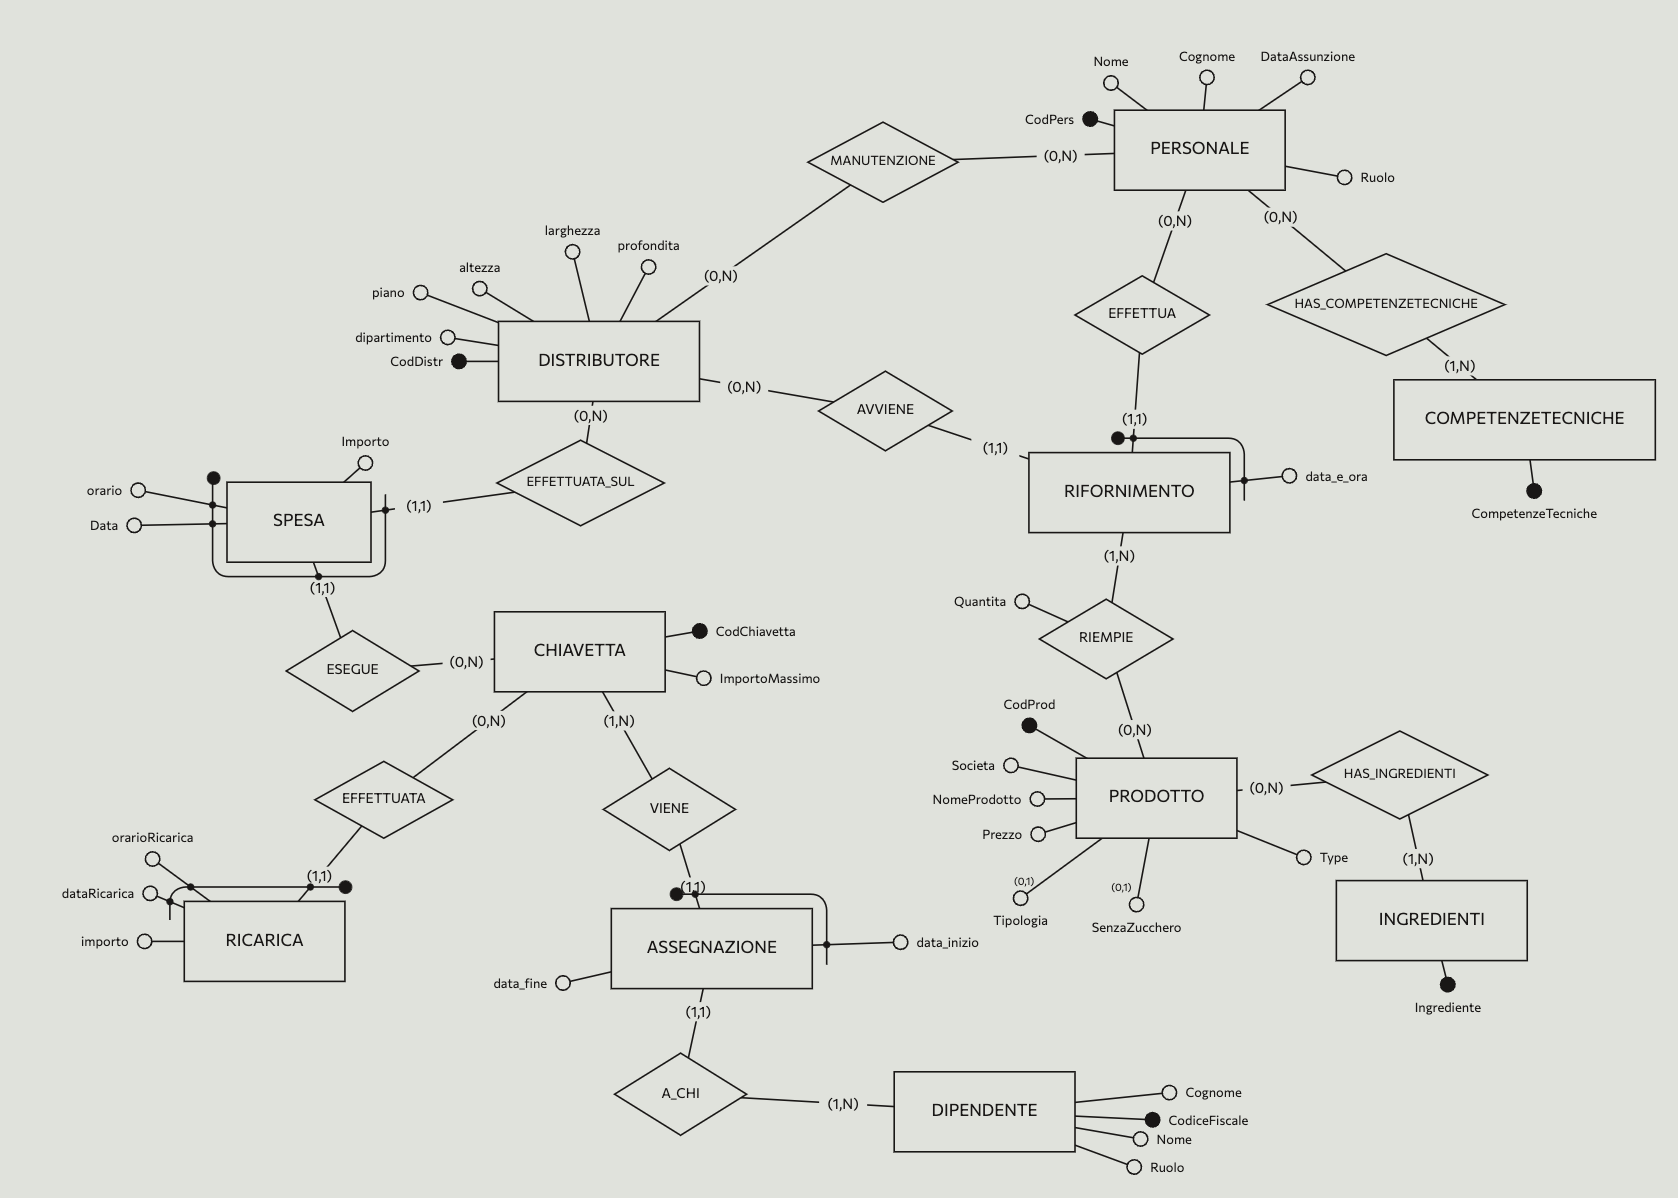 Nome
Cognome
DataAssunzione
CodPers
PERSONALE
MANUTENZIONE
(0,N)
Ruolo
(0,N)
(0,N)
larghezza
profondita
altezza
(0,N)
piano
HAS_COMPETENZETECNICHE
EFFETTUA
dipartimento
CodDistr
DISTRIBUTORE
(0,N)
(1,N)
AVVIENE
(0,N)
(1,1)
COMPETENZETECNICHE
Importo
(1,1)
EFFETTUATA_SUL
data_e_ora
orario
RIFORNIMENTO
(1,1)
CompetenzeTecniche
SPESA
Data
(1,N)
(1,1)
Quantita
CodChiavetta
RIEMPIE
CHIAVETTA
(0,N)
ESEGUE
ImportoMassimo
CodProd
(0,N)
(1,N)
(0,N)
Societa
HAS_INGREDIENTI
(0,N)
EFFETTUATA
NomeProdotto
PRODOTTO
VIENE
Prezzo
orarioRicarica
Type
(1,N)
(1,1)
(0,1)
(0,1)
(1,1)
dataRicarica
Tipologia
SenzaZucchero
INGREDIENTI
importo
RICARICA
ASSEGNAZIONE
data_inizio
data_fine
Ingrediente
(1,1)
A_CHI
(1,N)
DIPENDENTE
Cognome
CodiceFiscale
Nome
Ruolo